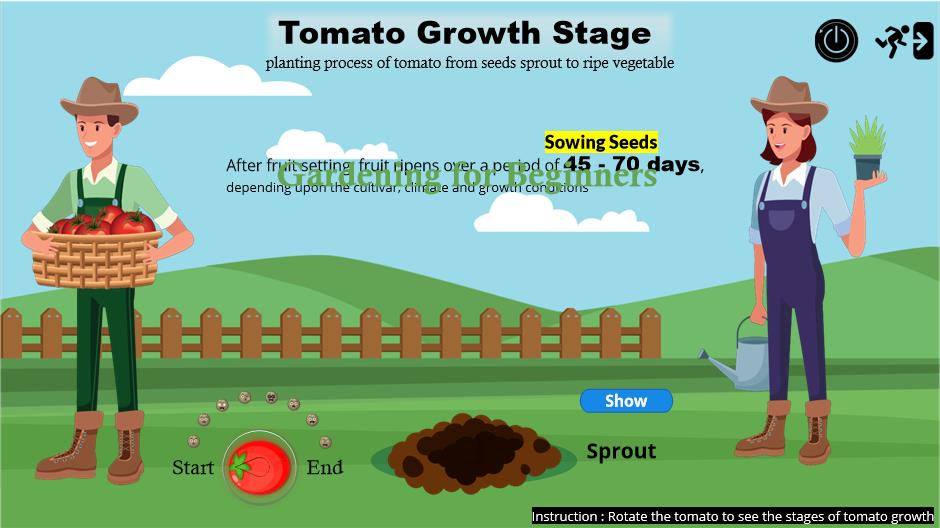 Tomato Growth Stage
planting process of tomato from seeds sprout to ripe vegetable
Sowing Seeds
After fruit setting, fruit ripens over a period of 45 - 70 days,
Gardening for Beginners
depending upon the cultivar, climate and growth conditions
Show
Sprout
Start
End
Instruction : Rotate the tomato to see the stages of tomato growth